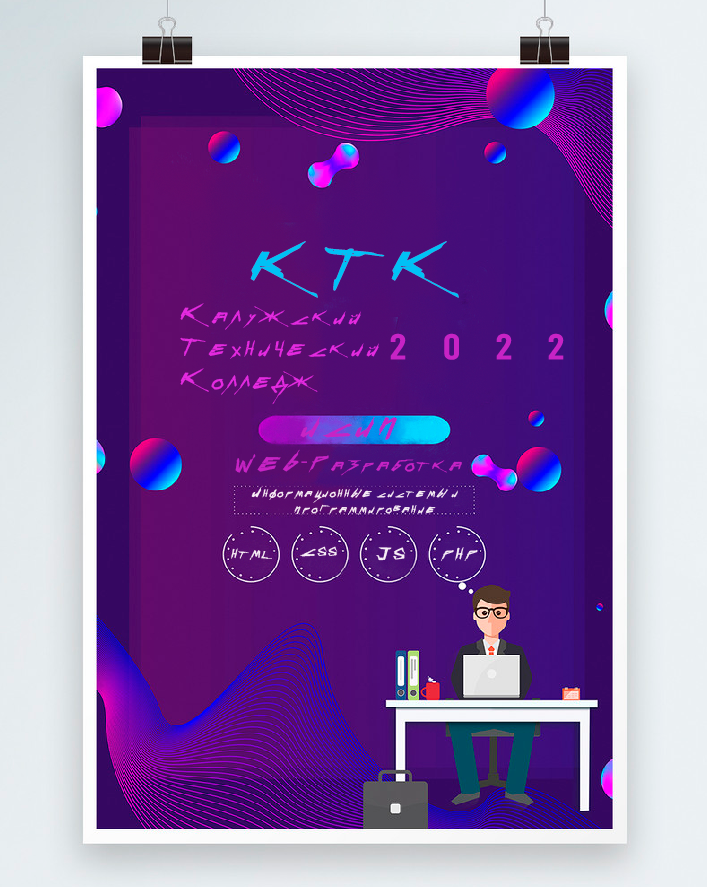 КТК
Калужский
Технический 2022
Колледж
ИСИП
WEB-Разработка
Информационные системы и
программирование
HTML CSS JS PHP